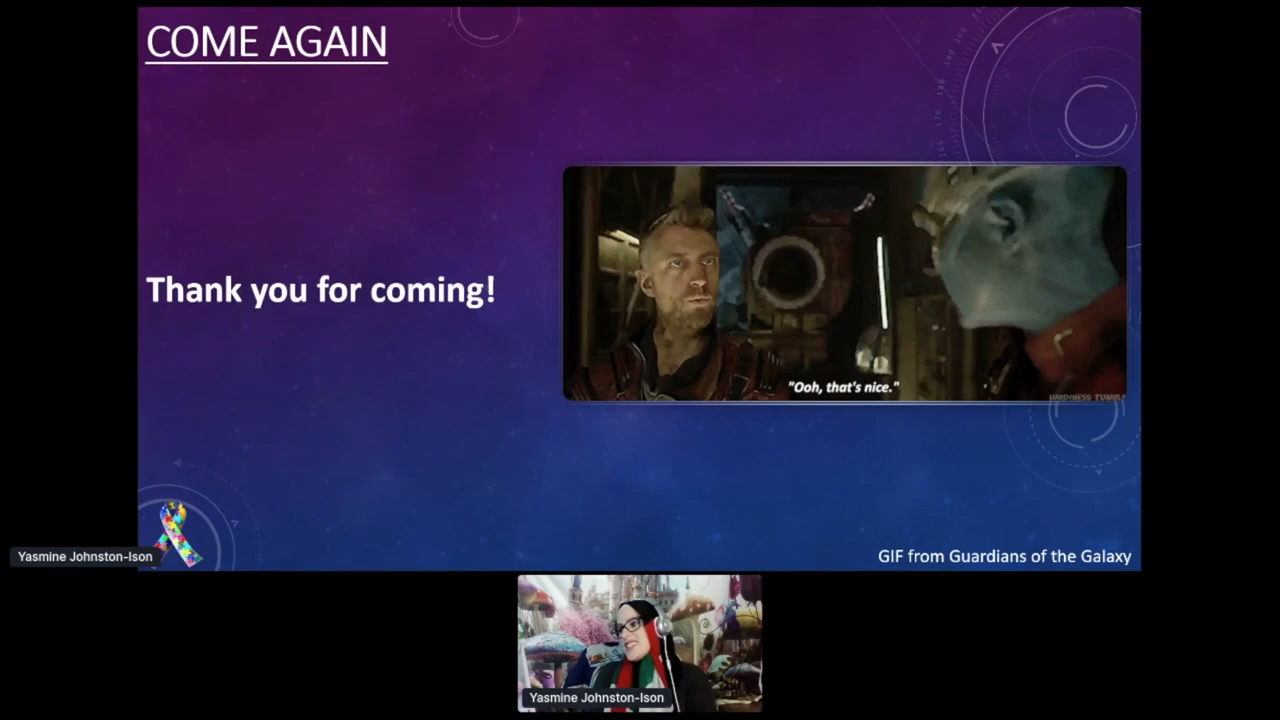 COME AGAIN
Thank you for coming!
"Ooh, that's nice."
Yasmine Johnston-Ison
GIF from Guardians of the Galaxy
Yasmine Johnston-Ison